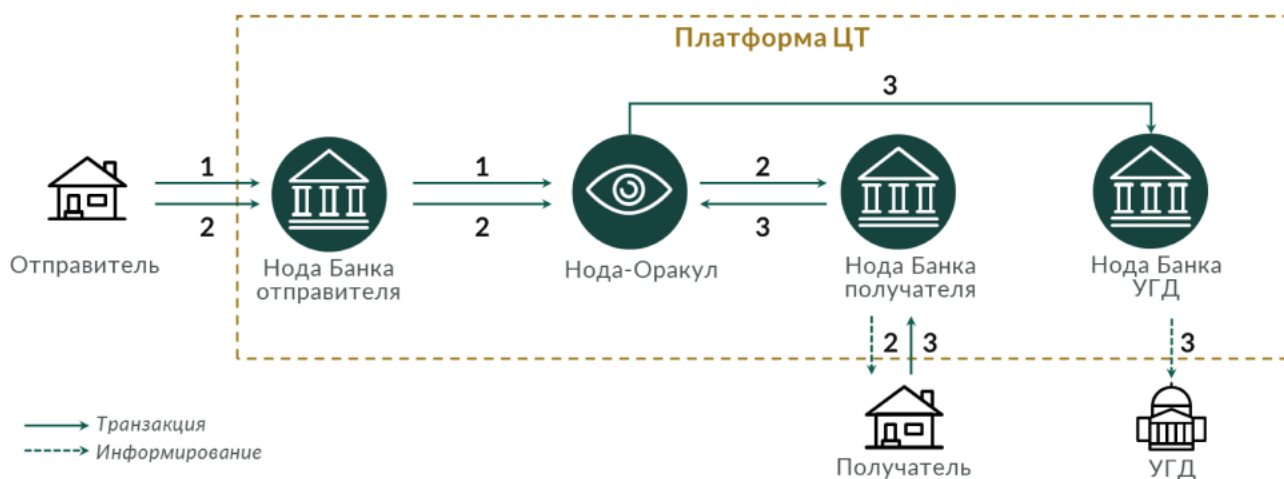 Платформа ЦТ
3
1
1
2
2
2
3
Отправитель
Нода Банка
отправителя
Нода-Оракул
Нода Банка
получателя
Нода Банка
УГД
2
3
3
Транзакция
Информирование
Получатель
УГД